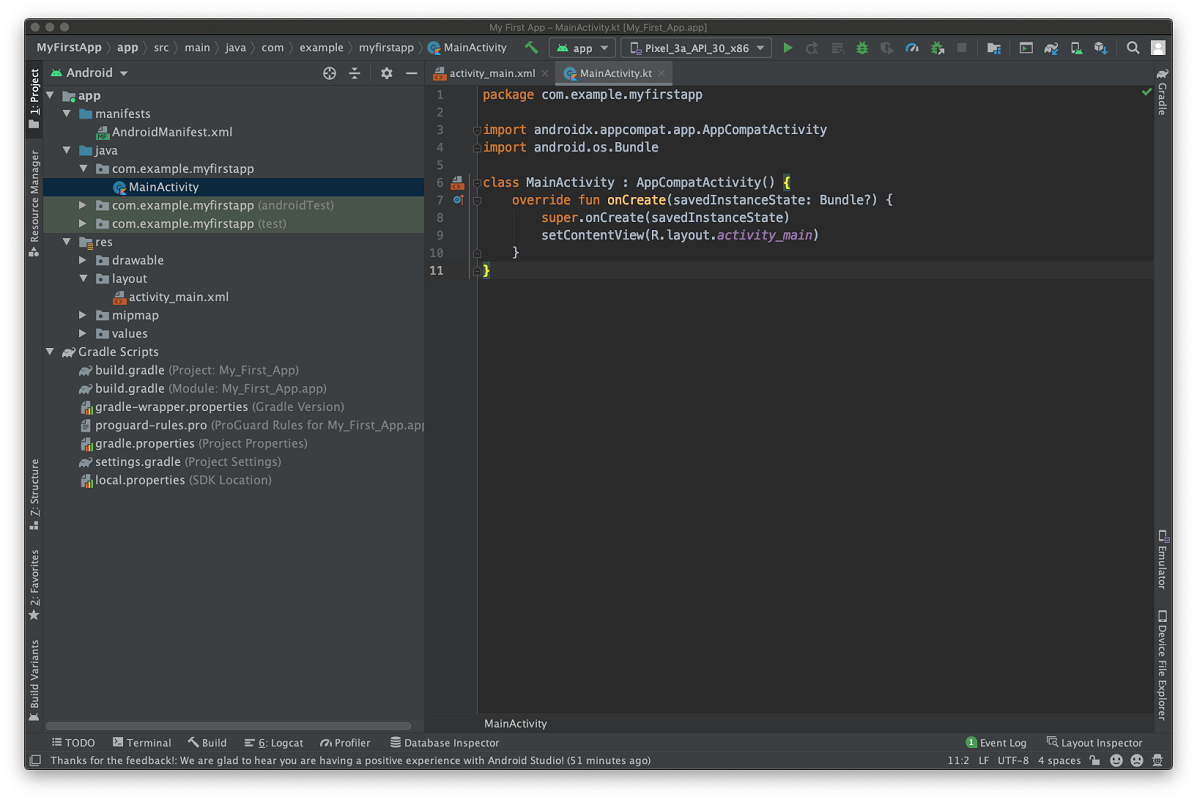 My First App – MainActivity.kt [My_First_App.app]
MyFirstApp app src main java com example myfirstapp MainActivity app Pixel_3a_API_30_x86
1: Project
Resource Manager
Z: Structure
2: Favorites
Build Variants
Android
app
manifests
AndroidManifest.xml
java
com.example.myfirstapp
MainActivity
com.example.myfirstapp (androidTest)
com.example.myfirstapp (test)
res
drawable
layout
activity_main.xml
mipmap
values
Gradle Scripts
build.gradle (Project: My_First_App)
build.gradle (Module: My_First_App.app)
gradle-wrapper.properties (Gradle Version)
proguard-rules.pro (ProGuard Rules for My_First_App.app
gradle.properties (Project Properties)
settings.gradle (Project Settings)
local.properties (SDK Location)
activity_main.xml MainActivity.kt
1 package com.example.myfirstapp
2
3 import androidx.appcompat.app.AppCompatActivity
4 import android.os.Bundle
5
6 class MainActivity : AppCompatActivity() {
7 override fun onCreate(savedInstanceState: Bundle?) {
8 super.onCreate(savedInstanceState)
9 setContentView(R.layout.activity_main)
10 }
11 }
MainActivity
Gradle
Emulator
Device File Explorer
TODO Terminal Build 6: Logcat Profiler Database Inspector 1 Event Log Layout Inspector
Thanks for the feedback!: We are glad to hear you are having a positive experience with Android Studio! (51 minutes ago) 11:2 LF UTF-8 4 spaces